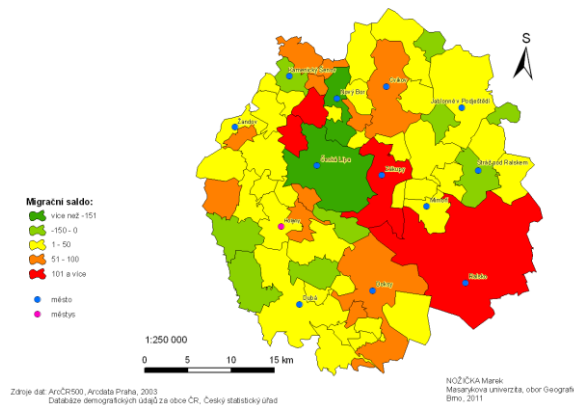 S
Kamenický Šenov
Nový Bor
Cvikov
Jablonné v Podještědí
Žandov
Česká Lípa
Zákupy
Stráž pod Ralskem
Mimoň
Holany
Ralsko
Doksy
Dubá
Migrační saldo:
více než -151
-150 - 0
1 - 50
51 - 100
101 a více
město
městys
1:250 000
0 5 10 15 km
Zdroje dat: ArcČR500, Arcdata Praha, 2003
Databáze demografických údajů za obce ČR, Český statistický úřad
NOŽIČKA Marek
Masarykova univerzita, obor Geografi
Brno, 2011